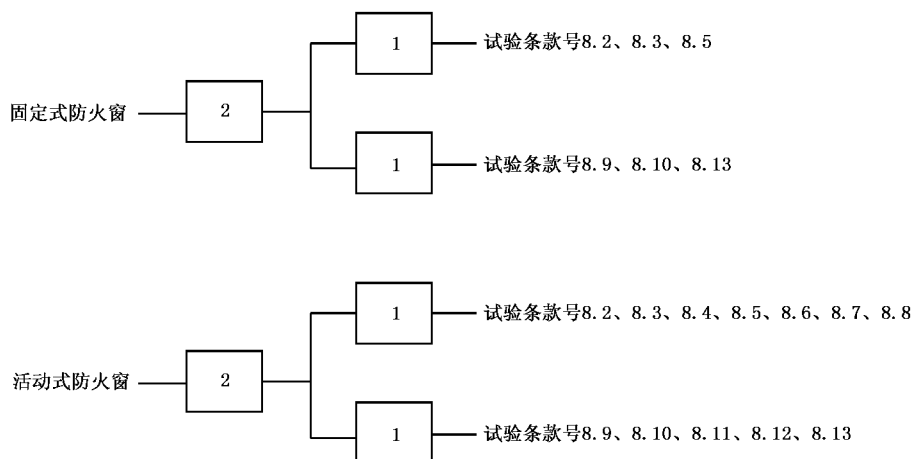 1
试验条款号8.2、8.3、8.5
固定式防火窗
2
1
试验条款号8.9、8.10、8.13
1
试验条款号8.2、8.3、8.4、8.5、8.6、8.7、8.8
活动式防火窗
2
1
试验条款号8.9、8.10、8.11、8.12、8.13